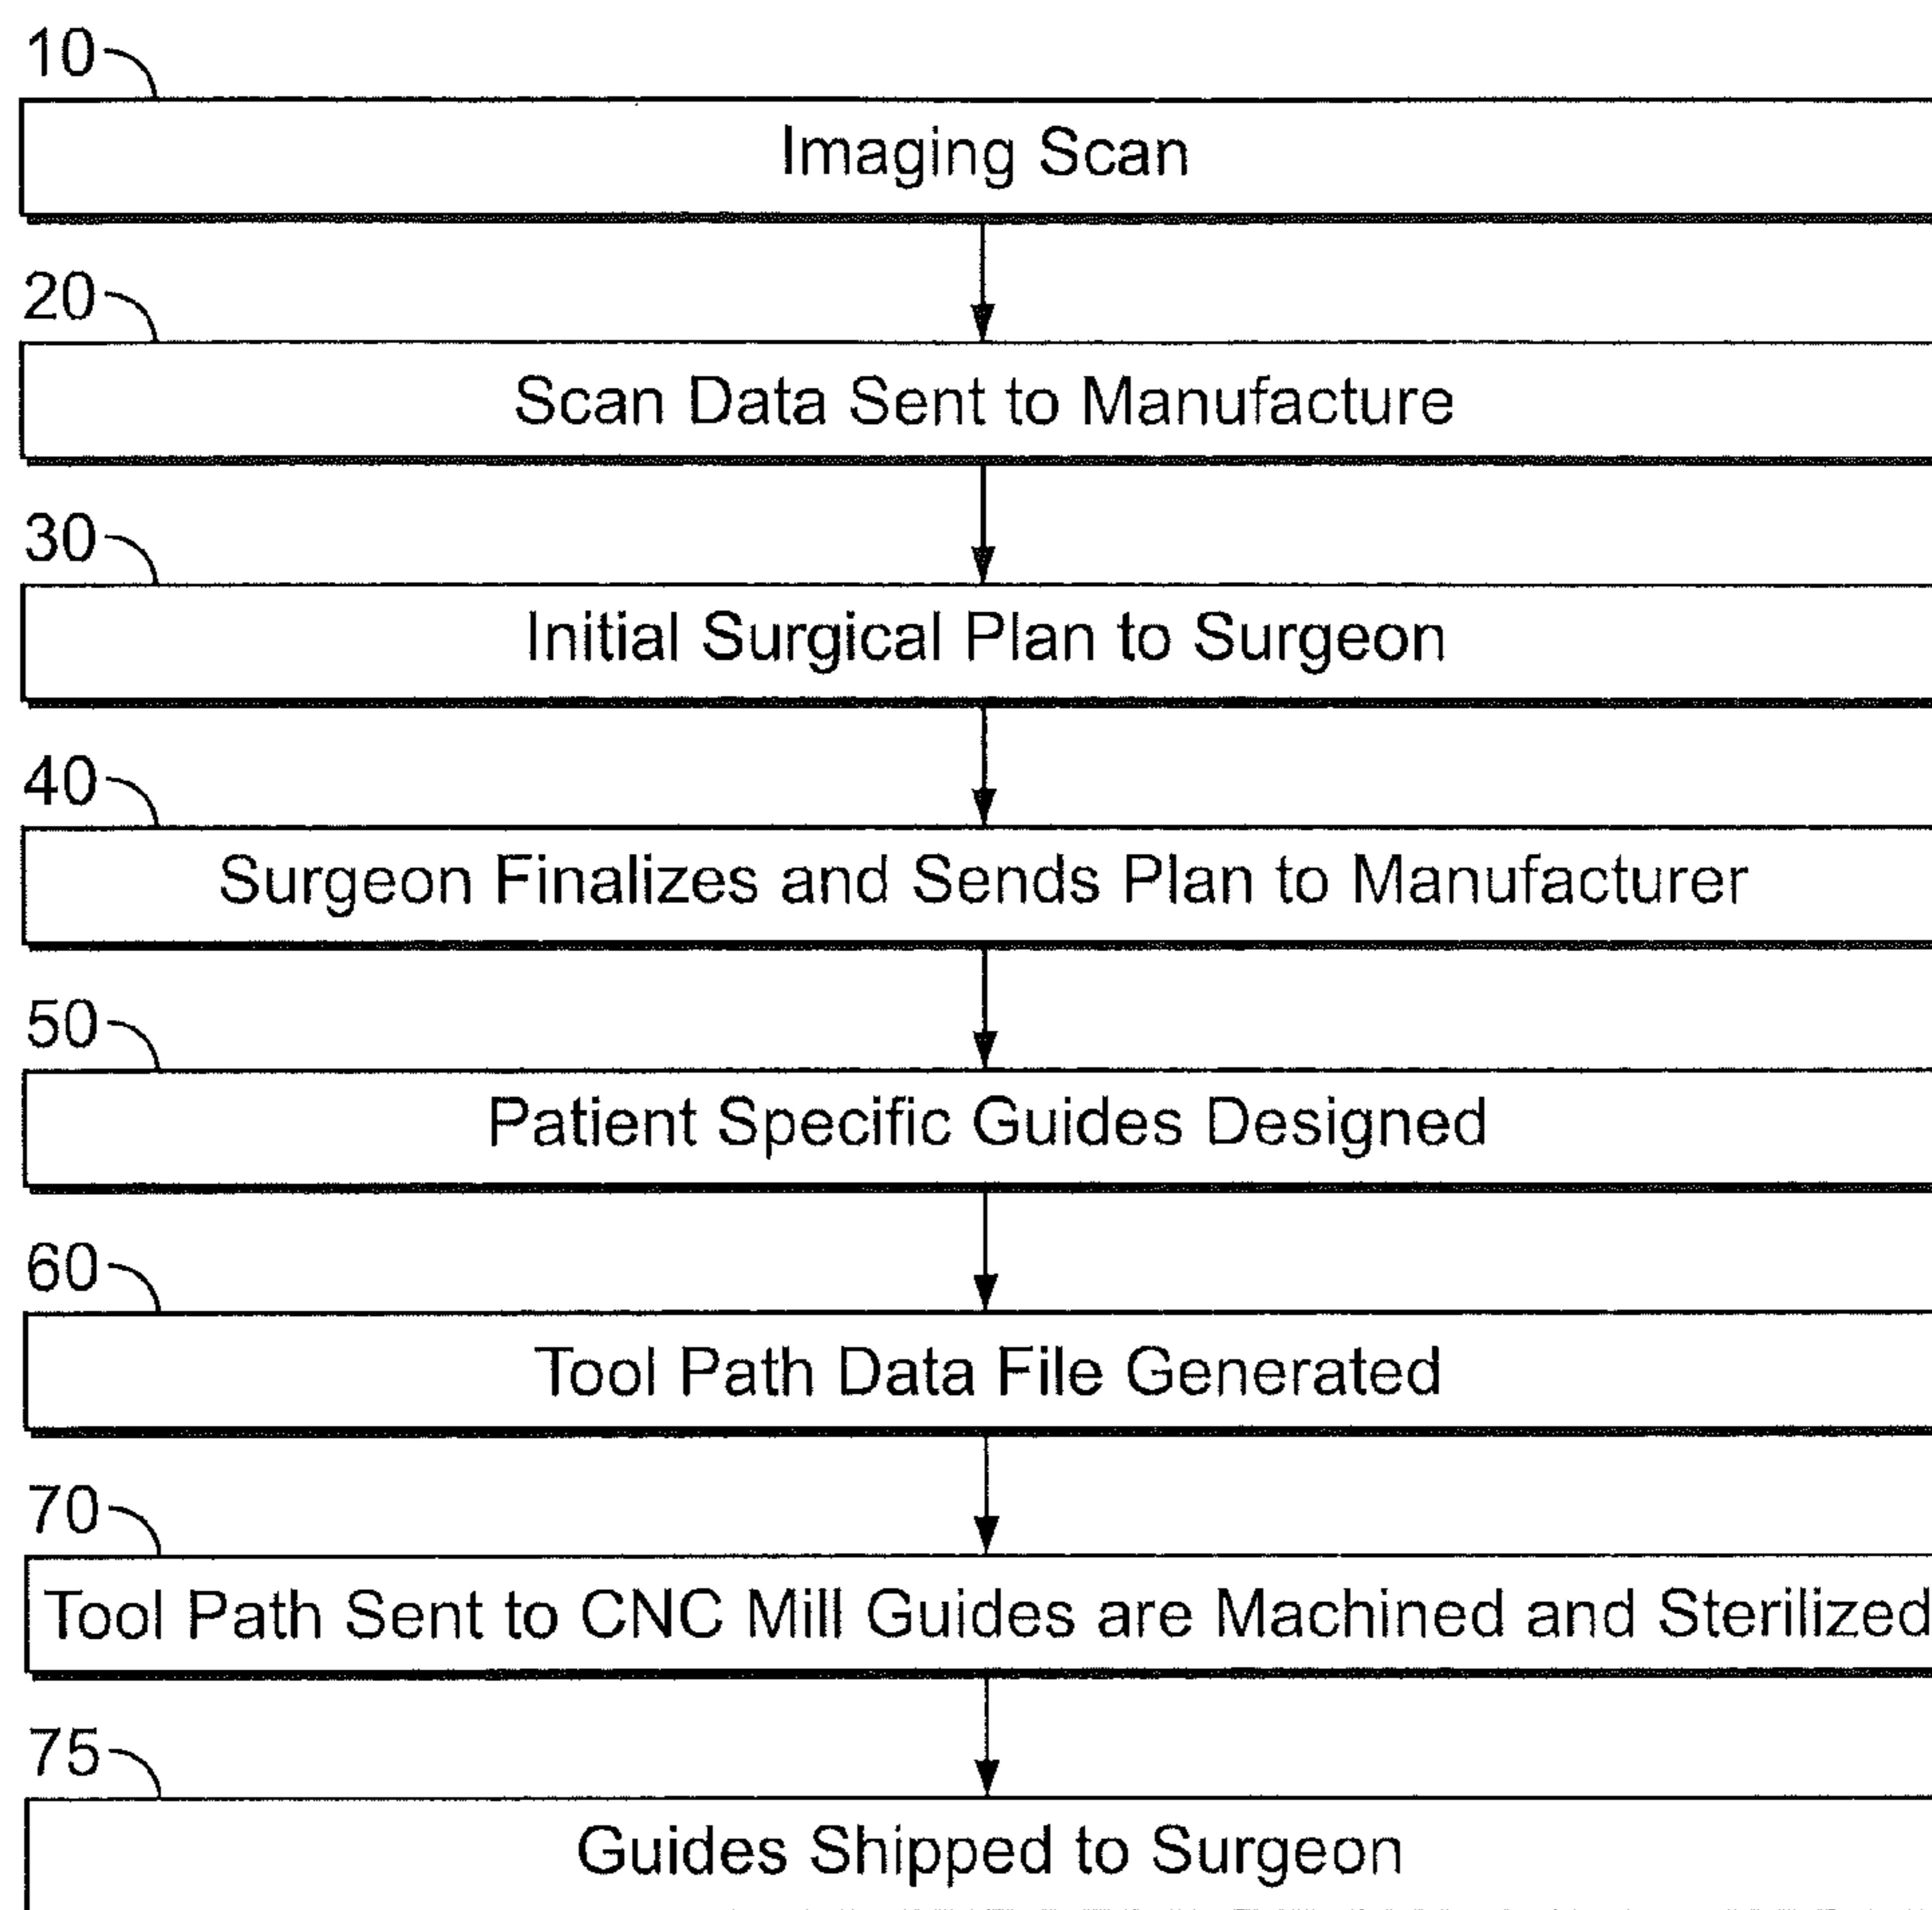 10
Imaging Scan
20
Scan Data Sent to Manufacture
30
Initial Surgical Plan to Surgeon
40
Surgeon Finalizes and Sends Plan to Manufacturer
50
Patient Specific Guides Designed
60
Tool Path Data File Generated
70
Tool Path Sent to CNC Mill Guides are Machined and Sterilized
75
Guides Shipped to Surgeon